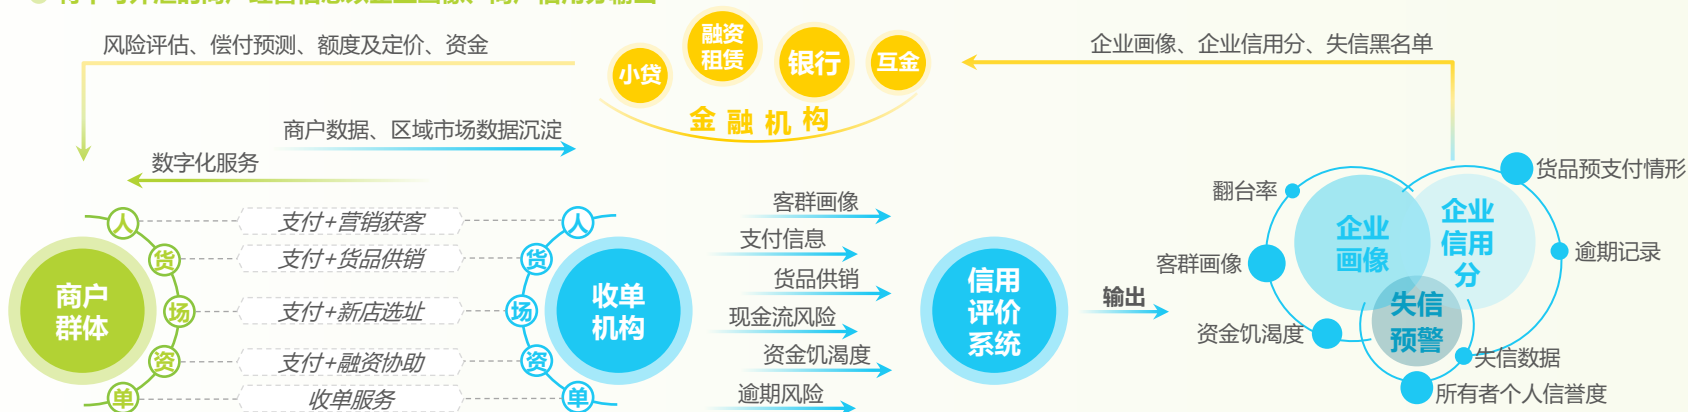 风险评估、偿付预测、额度及定价、资金
小贷
融资
租赁
银行
互金
金融机构
企业画像、企业信用分、失信黑名单
商户数据、区域市场数据沉淀
数字化服务
商户
群体
人
货
场
资
单
支付+营销获客
支付+货品供销
支付+新店选址
支付+融资协助
收单服务
人
货
场
资
单
收单
机构
客群画像
支付信息
货品供销
现金流风险
资金饥渴度
逾期风险
信用
评价
系统
输出
翻台率
客群画像
资金饥渴度
企业
画像
企业
信用
分
失信
预警
货品预支付情形
逾期记录
失信数据
所有者个人信誉度